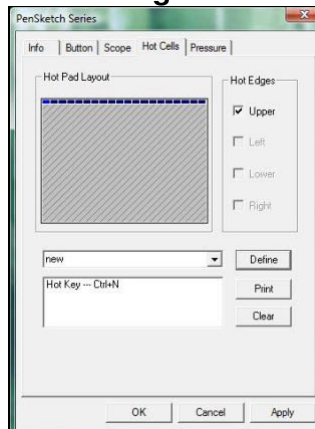 PenSketch Series
Info Button Scope Hot Cells Pressure
Hot Pad Layout
Hot Edges
Upper
Left
Lower
Right
new
Define
Hot Key --- Ctrl+N
Print
Clear
OK Cancel Apply